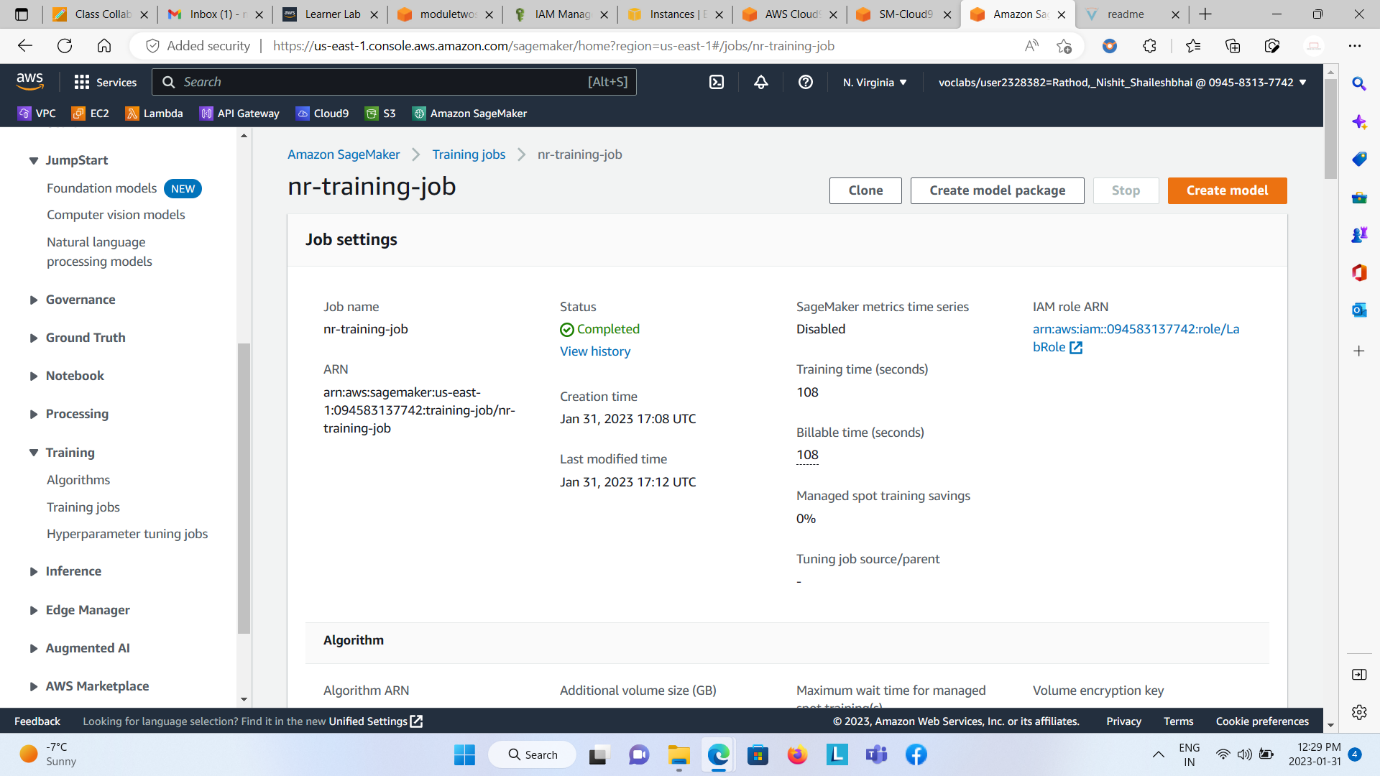 Class Collab
Inbox (1) - r
Learner Lab
moduletwo
IAM Manag
Instances | E
AWS Cloud
SM-Cloud9
Amazon Sa
readme
Added security
https://us-east-1.console.aws.amazon.com/sagemaker/home?region=us-east-1#/jobs/nr-training-job
aws
Services
Search
[Alt+S]
N. Virginia
voclabs/user2328382=Rathod,_Nishit_Shaileshbhai @ 0945-8313-7742
VPC
EC2
Lambda
API Gateway
Cloud9
S3
Amazon SageMaker
JumpStart
Foundation models NEW
Computer vision models
Natural language
processing models
Governance
Ground Truth
Notebook
Processing
Training
Algorithms
Training jobs
Hyperparameter tuning jobs
Inference
Edge Manager
Augmented AI
AWS Marketplace
Amazon SageMaker
Training jobs
nr-training-job
nr-training-job
Clone
Create model package
Stop
Create model
Job settings
Job name
nr-training-job
ARN
arn:aws:sagemaker:us-east-
1:094583137742:training-job/nr-
training-job
Status
Completed
View history
Creation time
Jan 31, 2023 17:08 UTC
Last modified time
Jan 31, 2023 17:12 UTC
SageMaker metrics time series
Disabled
Training time (seconds)
108
Billable time (seconds)
108
Managed spot training savings
0%
Tuning job source/parent
-
IAM role ARN
arn:aws:iam::094583137742:role/La
bRole
Algorithm
Algorithm ARN
Additional volume size (GB)
Maximum wait time for managed
spot training(s)
Volume encryption key
Feedback
Looking for language selection? Find it in the new Unified Settings
© 2023, Amazon Web Services, Inc. or its affiliates.
Privacy
Terms
Cookie preferences
-7°C
Sunny
Search
ENG
IN
12:29 PM
2023-01-31
4